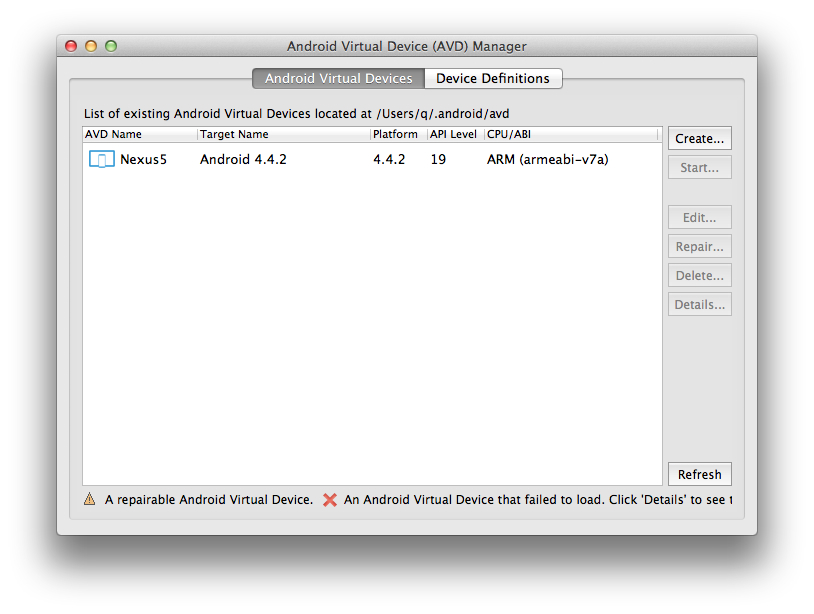 Android Virtual Device (AVD) Manager
Android Virtual Devices Device Definitions
List of existing Android Virtual Devices located at /Users/q/.android/avd
AVD Name Target Name Platform API Level CPU/ABI
Nexus5 Android 4.4.2 4.4.2 19 ARM (armeabi-v7a)
Create...
Start...
Edit...
Repair...
Delete...
Details...
Refresh
A repairable Android Virtual Device. An Android Virtual Device that failed to load. Click 'Details' to see t